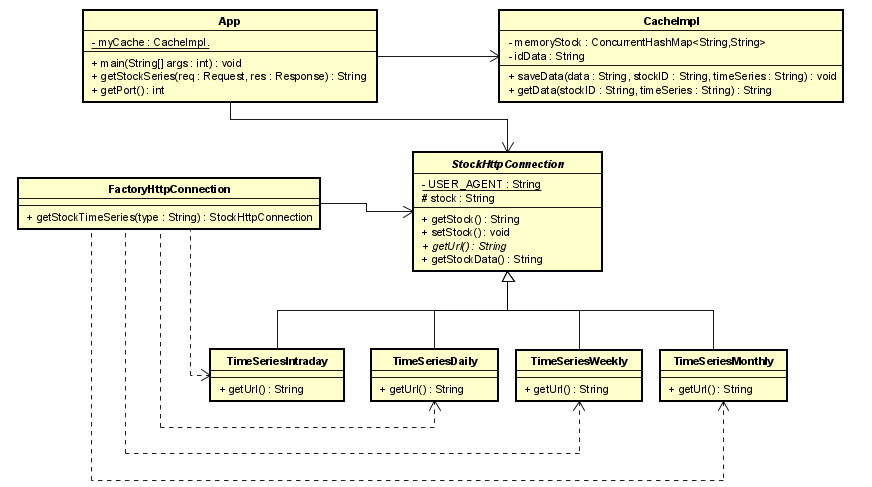 App
- myCache : CacheImpl.
+ main(String[] args : int) : void
+ getStockSeries(req : Request, res : Response) : String
+ getPort() : int
CacheImpl
- memoryStock : ConcurrentHashMap<String,String>
- idData : String
+ saveData(data : String, stockID : String, timeSeries : String) : void
+ getData(stockID : String, timeSeries : String) : String
StockHttpConnection
- USER_AGENT : String
# stock : String
+ getStock() : String
+ setStock() : void
+ getUrl() : String
+ getStockData() : String
FactoryHttpConnection
+ getStockTimeSeries(type : String) : StockHttpConnection
TimeSeriesIntraday
+ getUrl() : String
TimeSeriesDaily
+ getUrl() : String
TimeSeriesWeekly
+ getUrl() : String
TimeSeriesMonthly
+ getUrl() : String